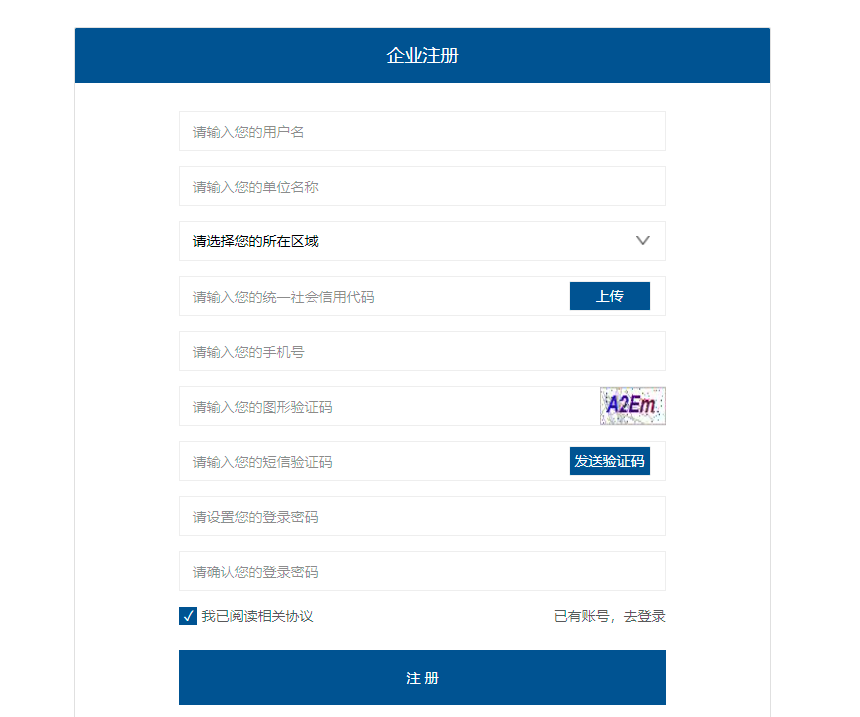 企业注册
请输入您的用户名
请输入您的单位名称
请选择您的所在区域
请输入您的统一社会信用代码 上传
请输入您的手机号
请输入您的图形验证码 A2Em
请输入您的短信验证码 发送验证码
请设置您的登录密码
请确认您的登录密码
我已阅读相关协议 已有账号，去登录
注 册